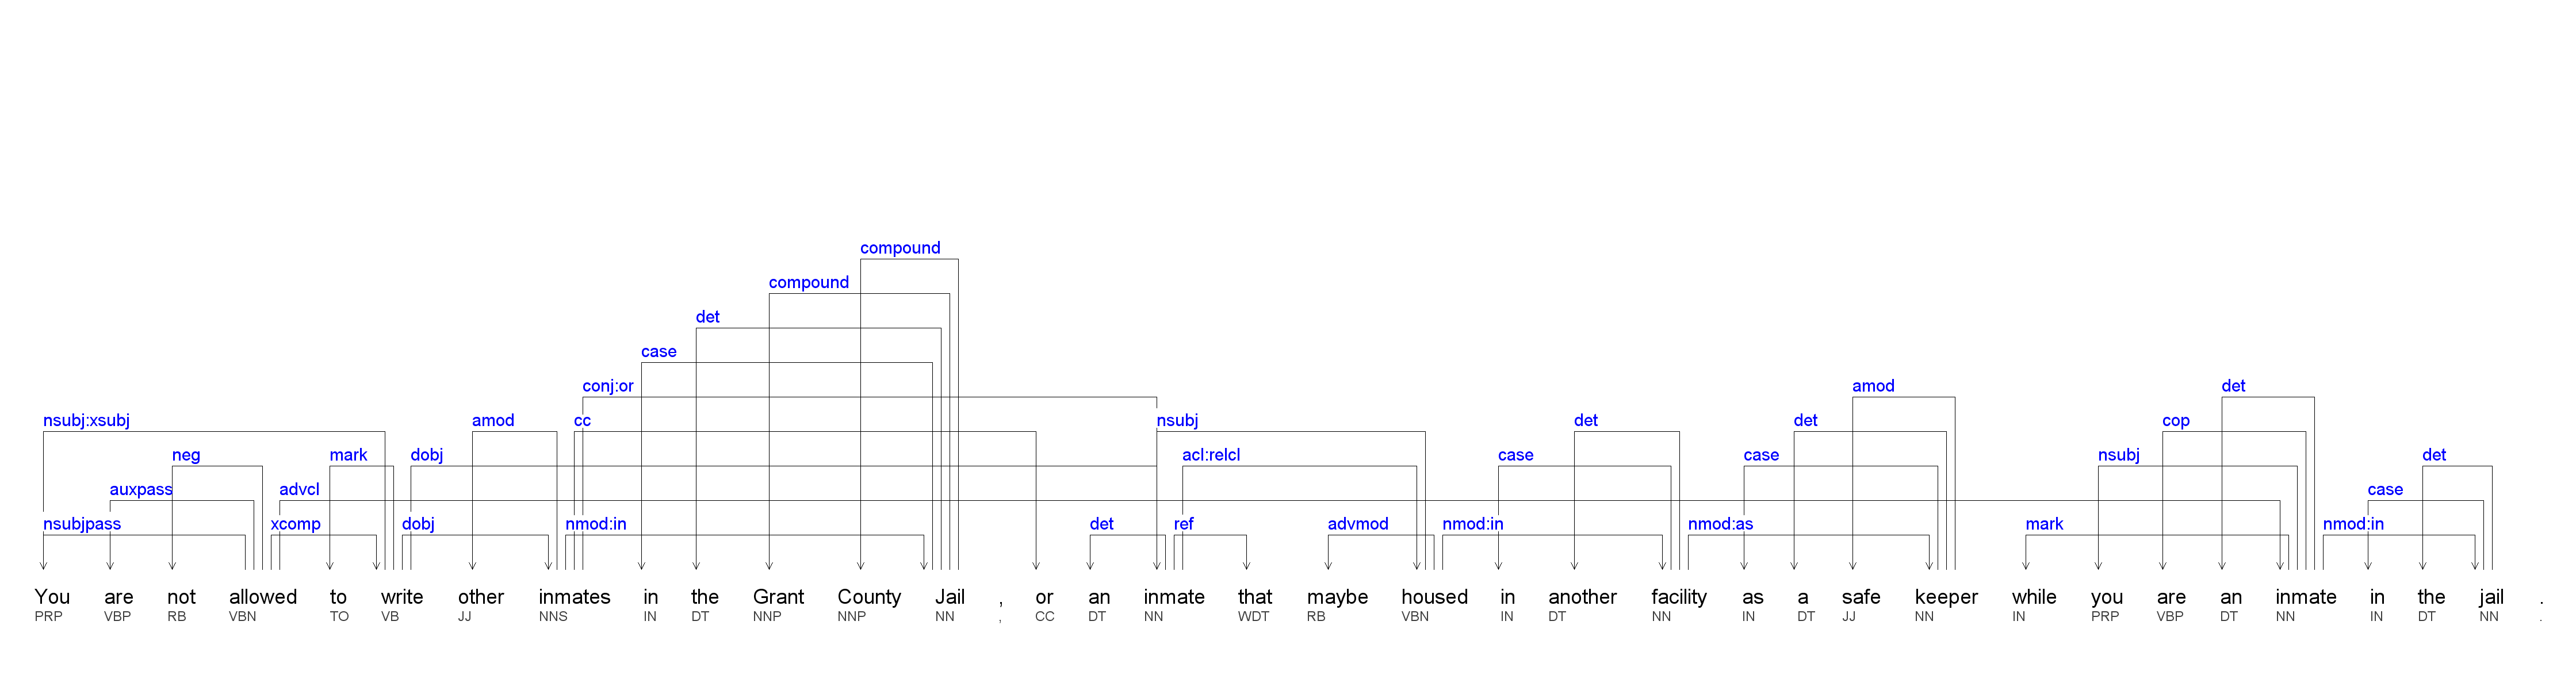 compound
compound
det
case
conj:or amod det
nsubj:xsubj amod cc nsubj det det cop
neg mark dobj acl:relcl case case nsubj det
auxpass advcl case
nsubjpass xcomp dobj nmod:in det ref advmod nmod:in nmod:as mark nmod:in
You are not allowed to write other inmates in the Grant County Jail , or an inmate that maybe housed in another facility as a safe keeper while you are an inmate in the jail .
PRP VBP RB VBN TO VB JJ NNS IN DT NNP NNP NN , CC DT NN WDT RB VBN IN DT NN IN DT JJ NN IN PRP VBP DT NN IN DT NN .